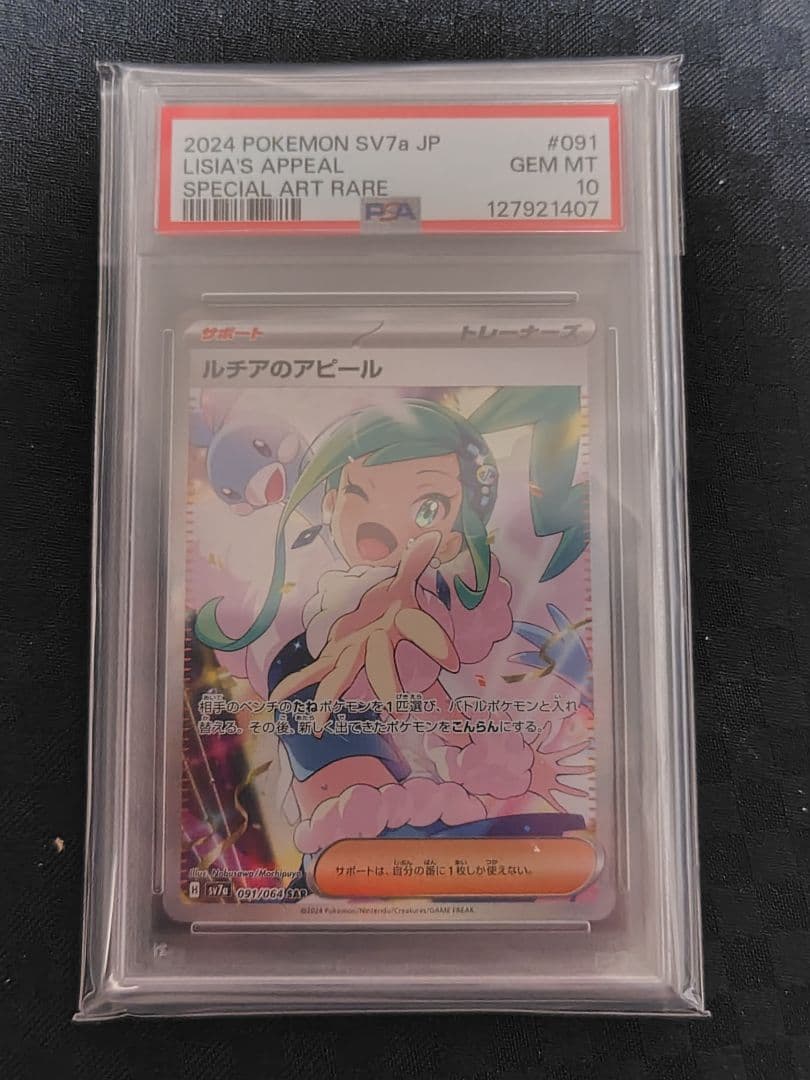 2024 POKEMON SV7a JP #091
LISIA'S APPEAL GEM MT
SPECIAL ART RARE 10
PSA 127921407
サポート トレーナーズ
ルチアのアピール
相手のベンチのたねポケモンを1匹選び、バトルポケモンと入れ
替える。その後、新しく出てきたポケモンをこんらんにする。
サポートは、自分の番に1枚しか使えない。
Illus. Nobusawa/Mochipuyo
H sv7a 091/064 SAR
©2024 Pokémon/Nintendo/Creatures/GAME FREAK.